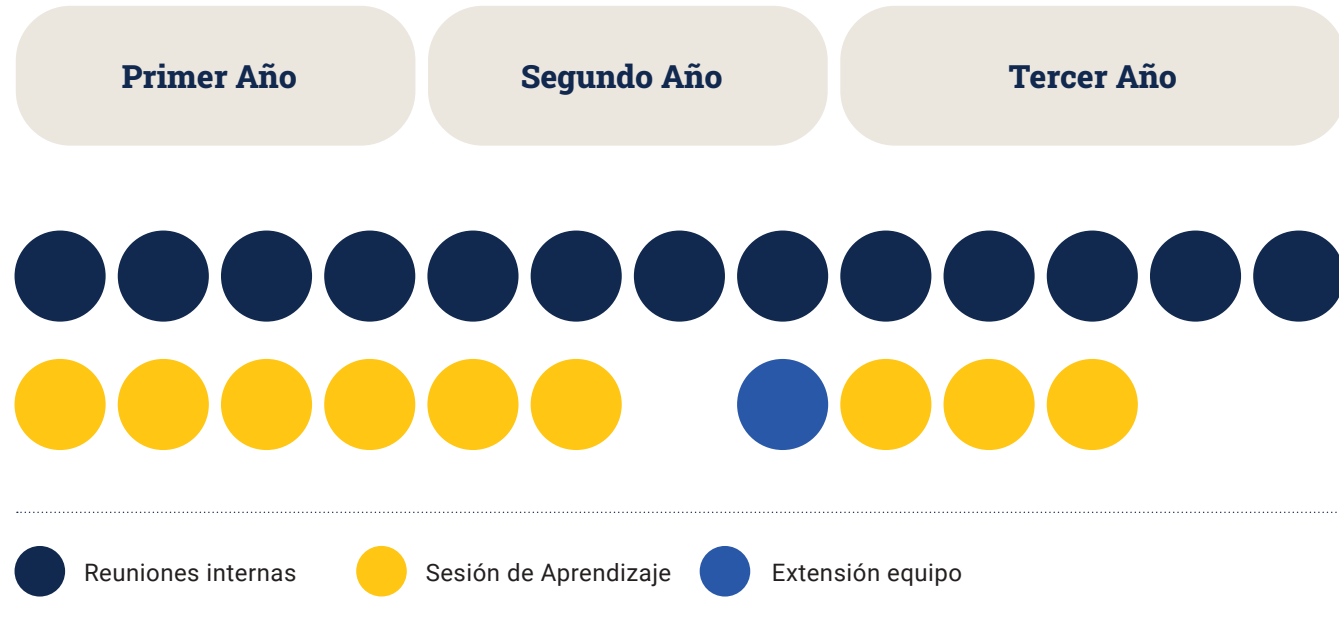 Primer Año
Segundo Año
Tercer Año
Reuniones internas
Sesión de Aprendizaje
Extensión equipo